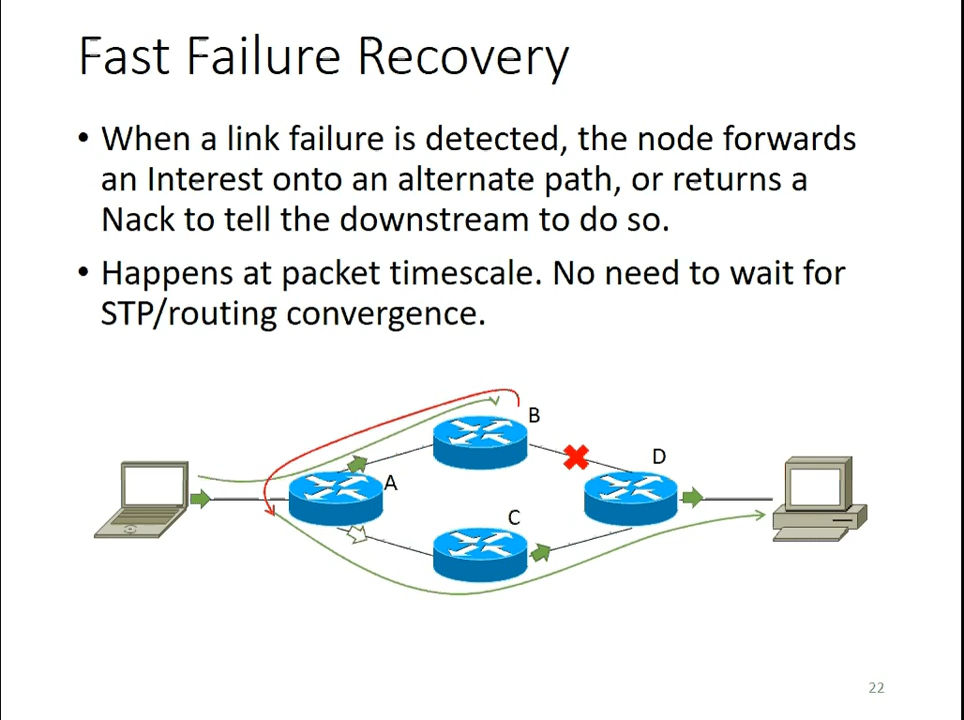 Fast Failure Recovery
• When a link failure is detected, the node forwards
an Interest onto an alternate path, or returns a
Nack to tell the downstream to do so.
• Happens at packet timescale. No need to wait for
STP/routing convergence.
B
D
A
C
22